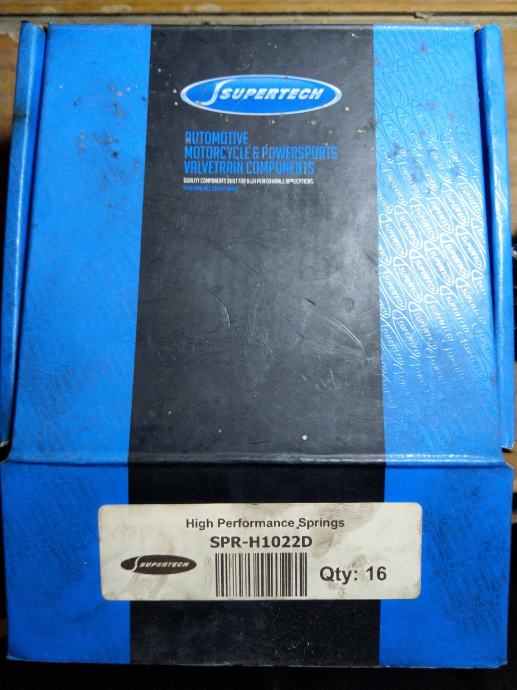 SUPERTECH
AUTOMOTIVE
MOTORCYCLE & POWERSPORTS
VALVETRAIN COMPONENTS
QUALITY COMPONENTS BUILT FOR HIGH PERFORMANCE APPLICATIONS
High Performance Springs
SPR-H1022D
SUPERTECH
Qty: 16